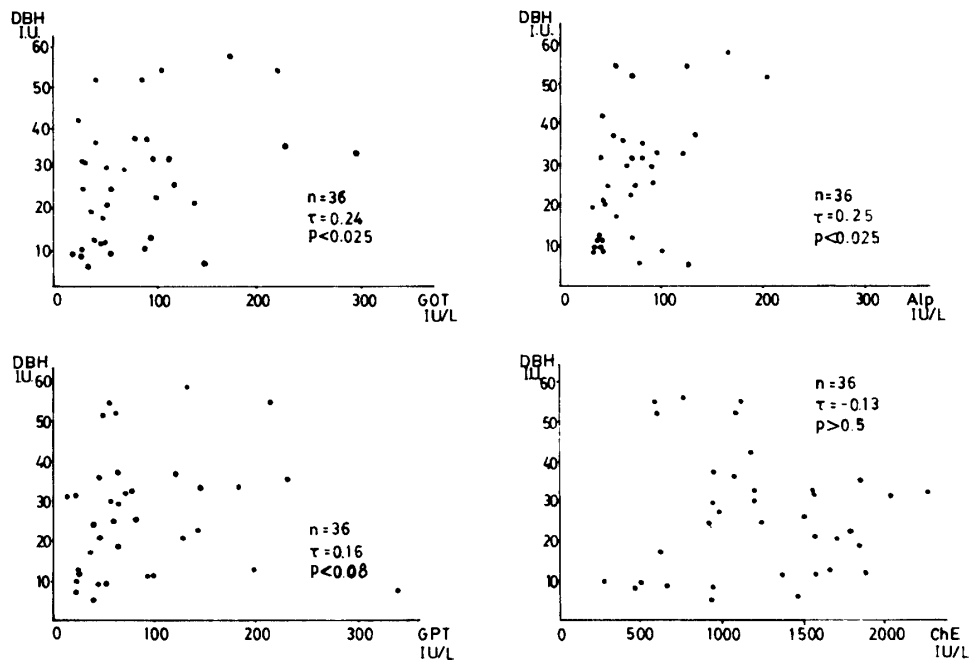 DBH
I.U.
60
50
40
30
20
10
n=36
τ=0.24
p<0.025
0 100 200 300 GOT
IU/L
DBH
I.U.
60
50
40
30
20
10
n=36
τ=0.25
p<0.025
0 100 200 300 Alp
IU/L
DBH
I.U.
60
50
40
30
20
10
n=36
τ=0.16
p<0.08
0 100 200 300 GPT
IU/L
DBH
I.U.
60
50
40
30
20
10
n=36
τ=-0.13
p>0.5
0 500 1000 1500 2000 ChE
IU/L